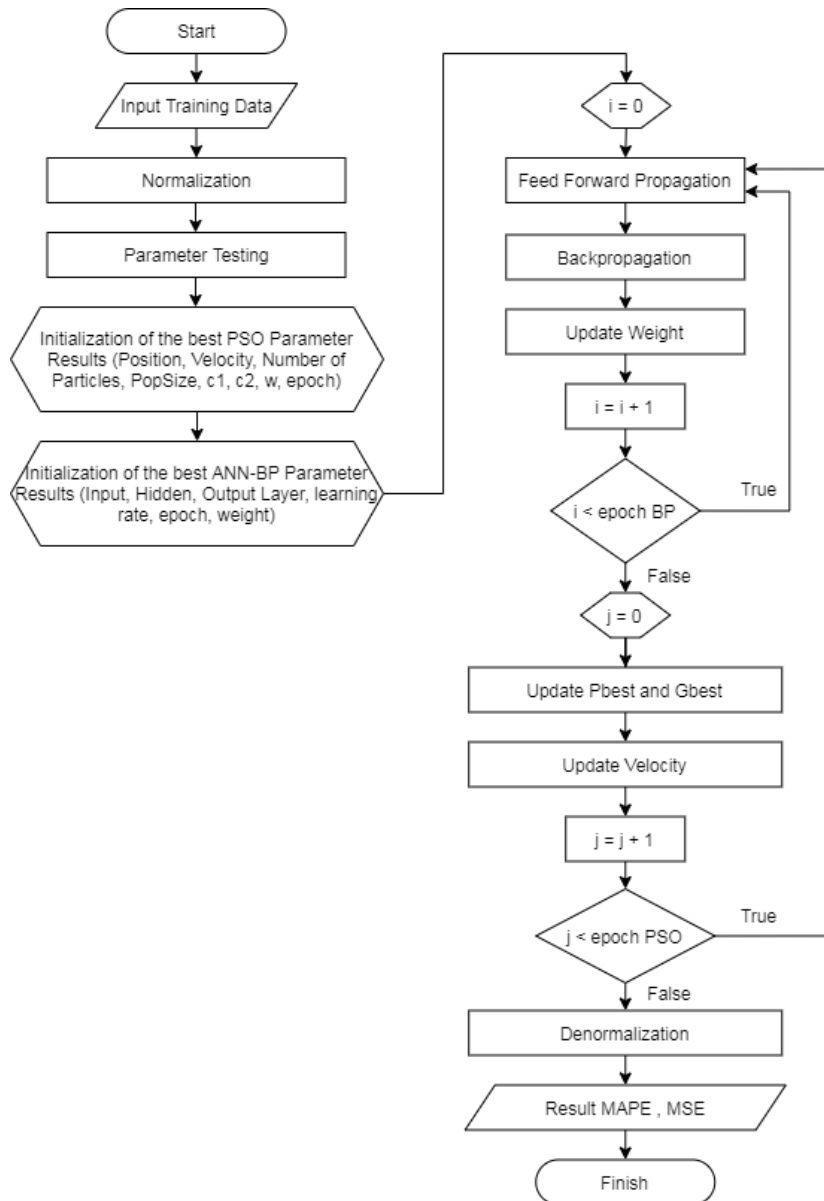 Start
Input Training Data
Normalization
Parameter Testing
Initialization of the best PSO Parameter
Results (Position, Velocity, Number of
Particles, PopSize, c1, c2, w, epoch)
Initialization of the best ANN-BP Parameter
Results (Input, Hidden, Output Layer, learning
rate, epoch, weight)
i = 0
Feed Forward Propagation
Backpropagation
Update Weight
i = i + 1
i < epoch BP
True
False
j = 0
Update Pbest and Gbest
Update Velocity
j = j + 1
j < epoch PSO
True
False
Denormalization
Result MAPE , MSE
Finish